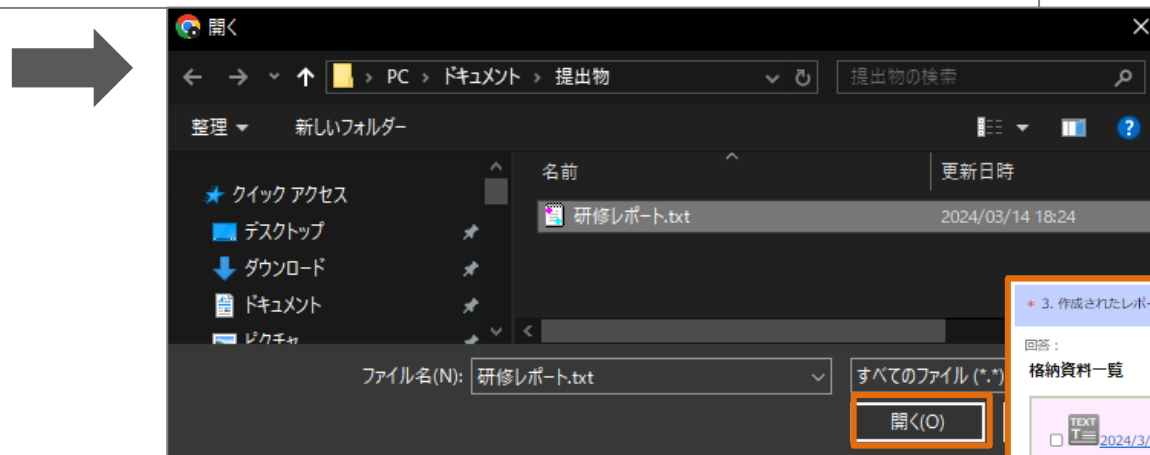 開く
PC › ドキュメント › 提出物
提出物の検索
整理 新しいフォルダー
名前 更新日時
クイック アクセス
研修レポート.txt 2024/03/14 18:24
デスクトップ
ダウンロード
ドキュメント
ピクチャ
ファイル名(N): 研修レポート.txt すべてのファイル (*.*)
開く(O)
* 3. 作成されたレポー
回答：
格納資料一覧
TEXT
2024/3/